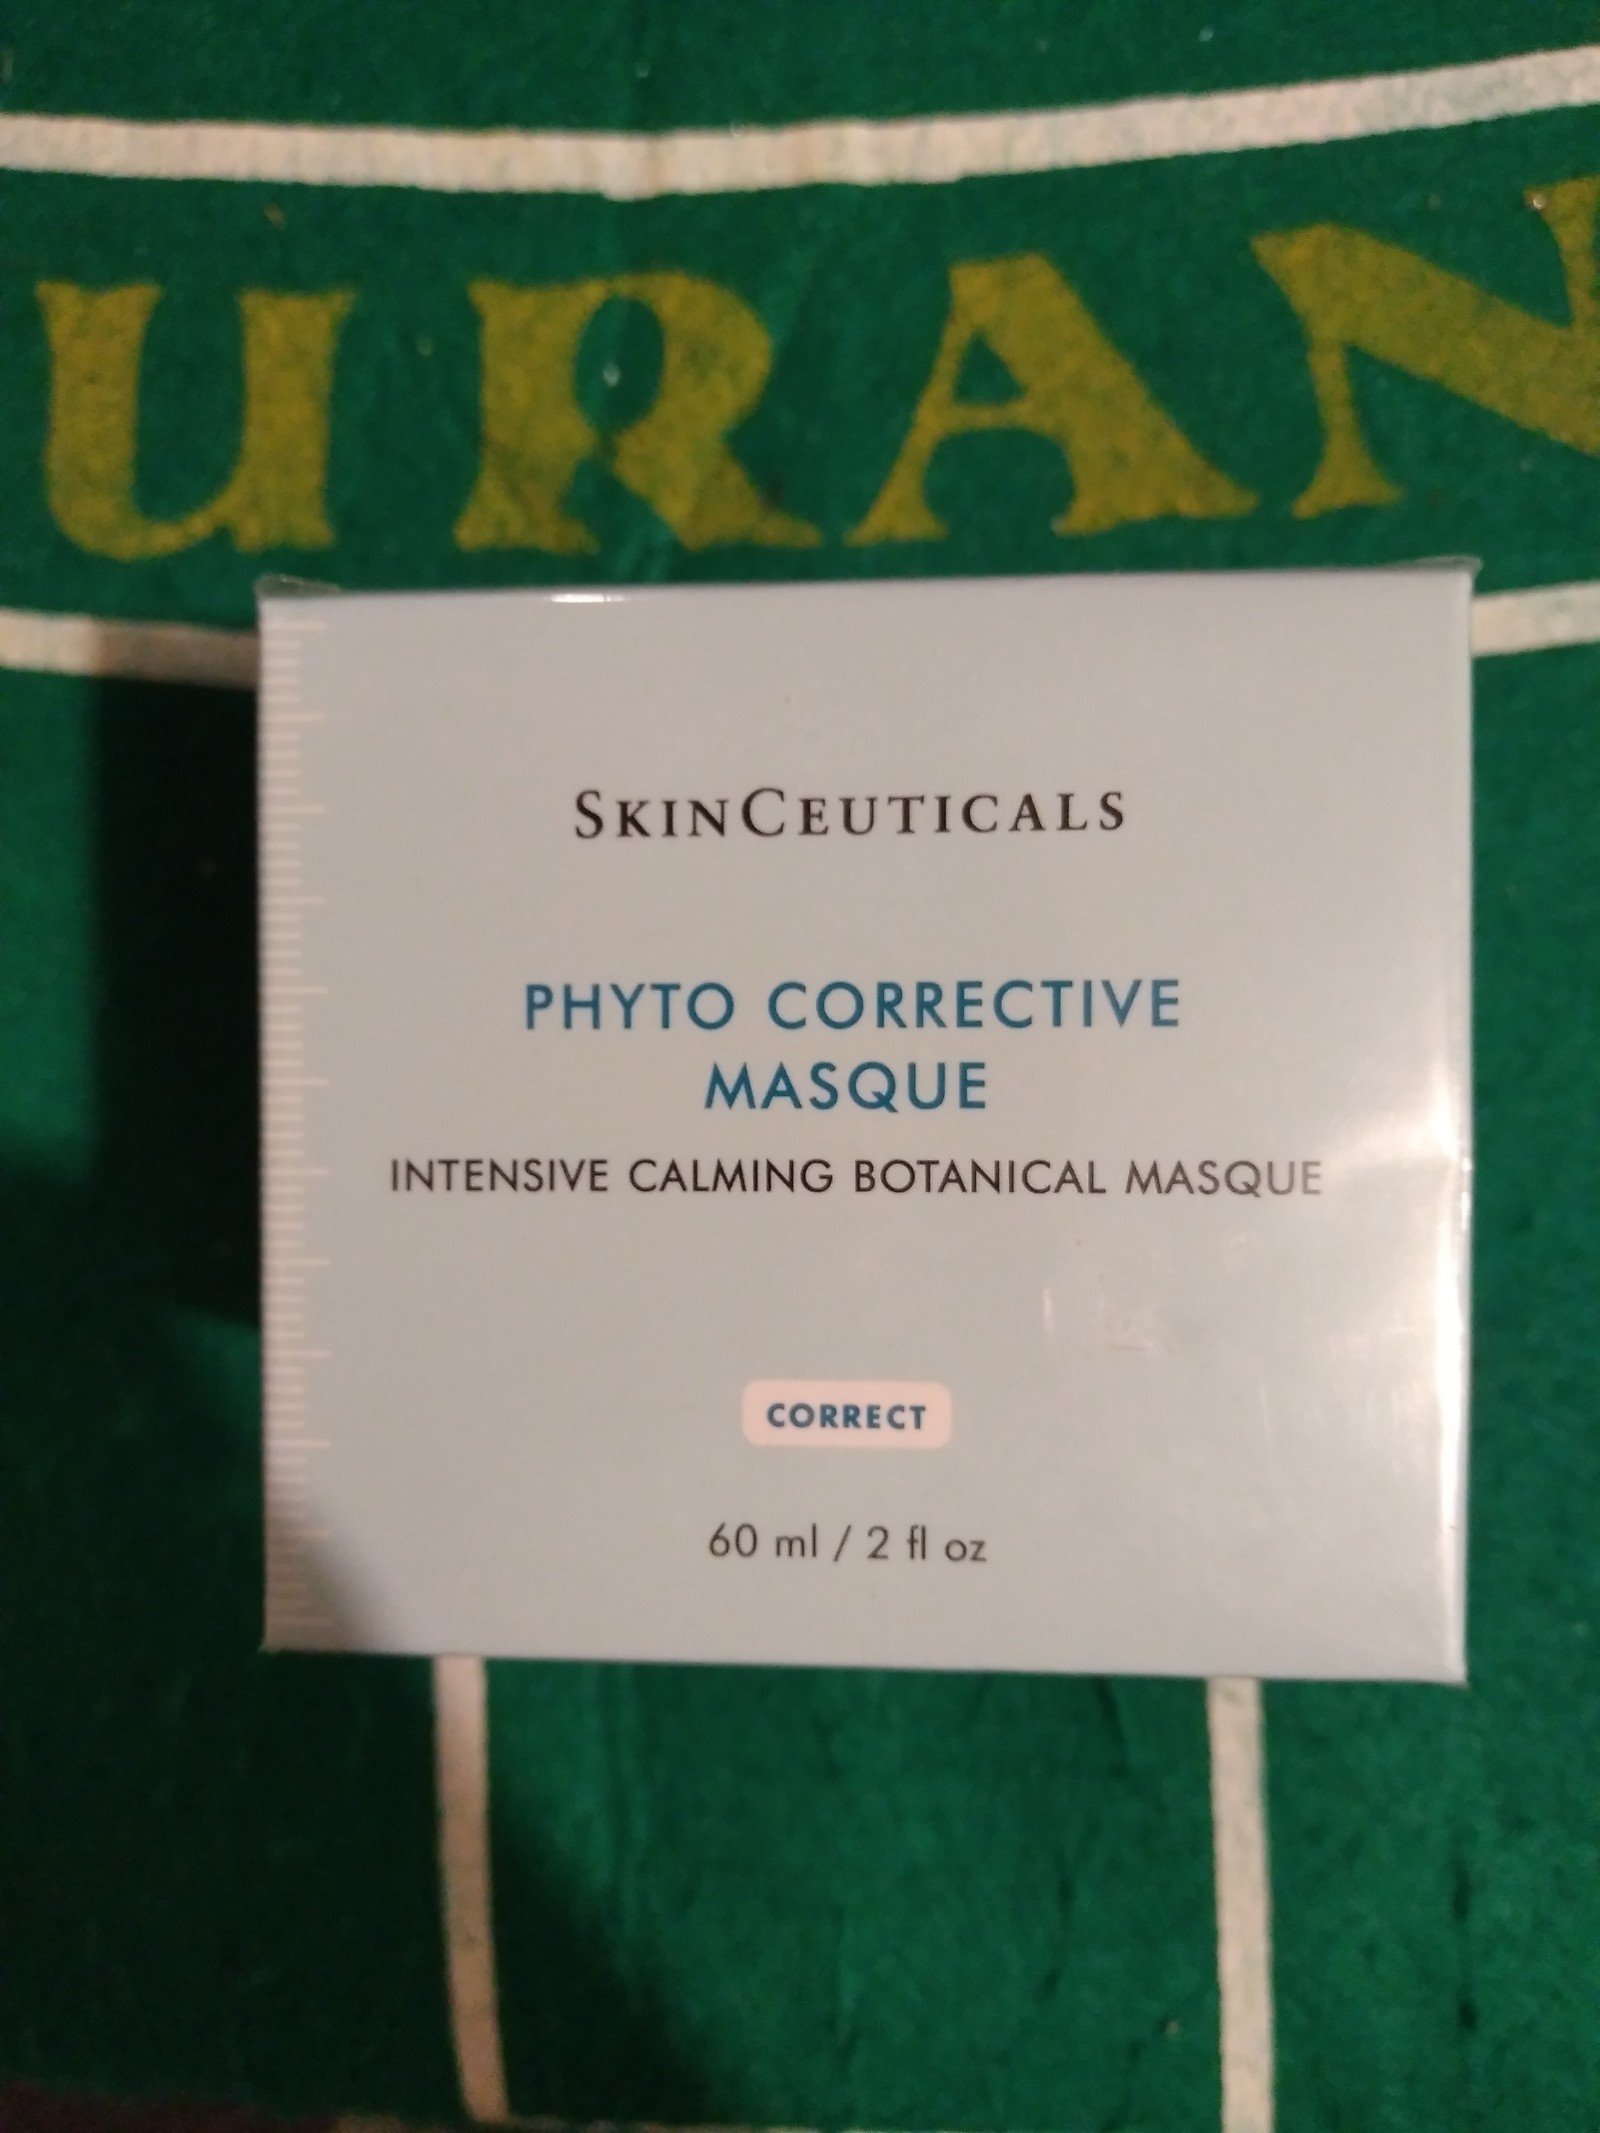 URAN
SKINCEUTICALS
PHYTO CORRECTIVE
MASQUE
INTENSIVE CALMING BOTANICAL MASQUE
CORRECT
60 ml / 2 fl oz